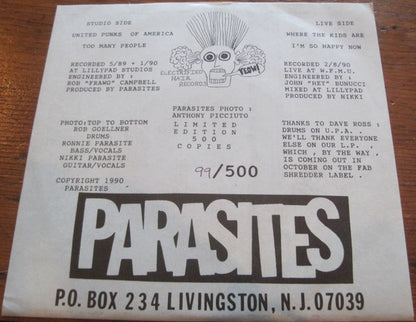 STUDIO SIDE
UNITED PUNKS OF AMERICA
TOO MANY PEOPLE
RECORDED 5/89 + 1/90
AT LILLYPAD STUDIOS
ENGINEERED BY :
ROB "FRAWG" CAMPBELL
PRODUCED BY PARASITES
ELECTRIFIED
HAIR
RECORDS
YEOW!
LIVE SIDE
WHERE THE KIDS ARE
I'M SO HAPPY NOW
RECORDED 2/8/90
LIVE AT W.F.M.U.
ENGINEERED BY :
JOHN "HEY" BUNUCCI
MIXED AT LILLYPAD
PRODUCED BY NIKKI
PARASITES PHOTO :
ANTHONY PICCIUTO
LIMITED
EDITION
500
COPIES
99/500
PHOTO:TOP TO BOTTOM
ROB GOELLNER
DRUMS
RONNIE PARASITE
BASS/VOCALS
NIKKI PARASITE
GUITAR/VOCALS
COPYRIGHT 1990
PARASITES
THANKS TO DAVE ROSS :
DRUMS ON U.P.A.
WE'LL THANK EVERYONE
ELSE ON OUR L.P. .
WHICH , BY THE WAY ,
IS COMING OUT IN
OCTOBER ON THE FAB
SHREDDER LABEL .
PARASITES
P.O. BOX 234 LIVINGSTON, N.J. 07039